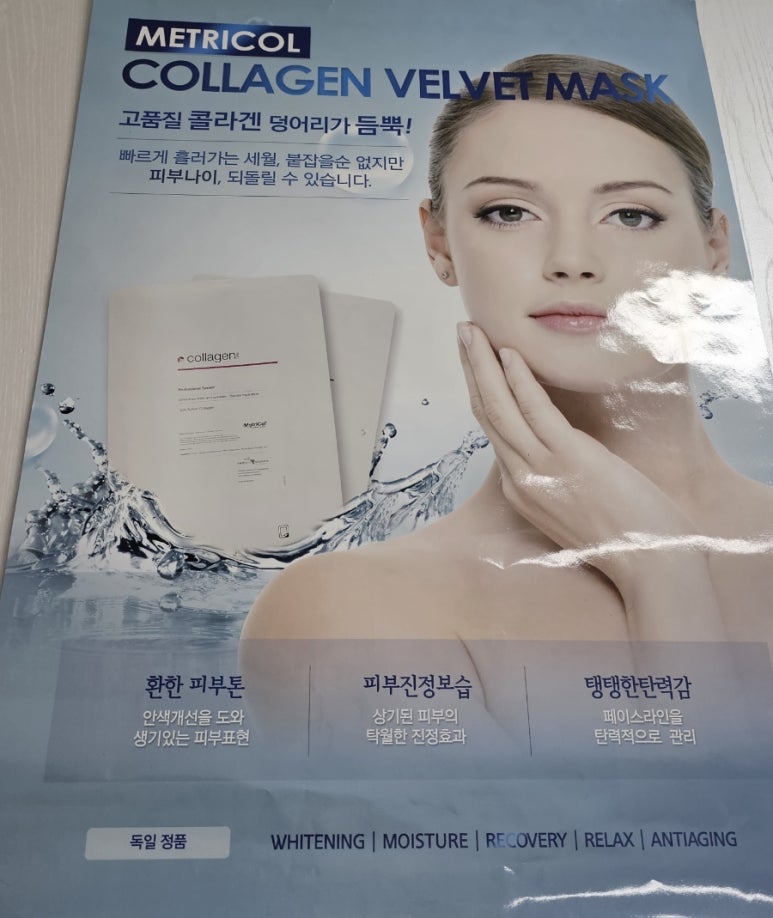 METRICOL
COLLAGEN VELVET MASK
고품질 콜라겐 덩어리가 듬뿍!
빠르게 흘러가는 세월, 붙잡을순 없지만
피부나이, 되돌릴 수 있습니다.
collagen
Professional
Collagen
MetriCol
환한 피부톤
안색개선을 도와
생기있는 피부표현
피부진정보습
상기된 피부의
탁월한 진정효과
탱탱한탄력감
페이스라인을
탄력적으로 관리
독일 정품
WHITENING | MOISTURE | RECOVERY | RELAX | ANTIAGING